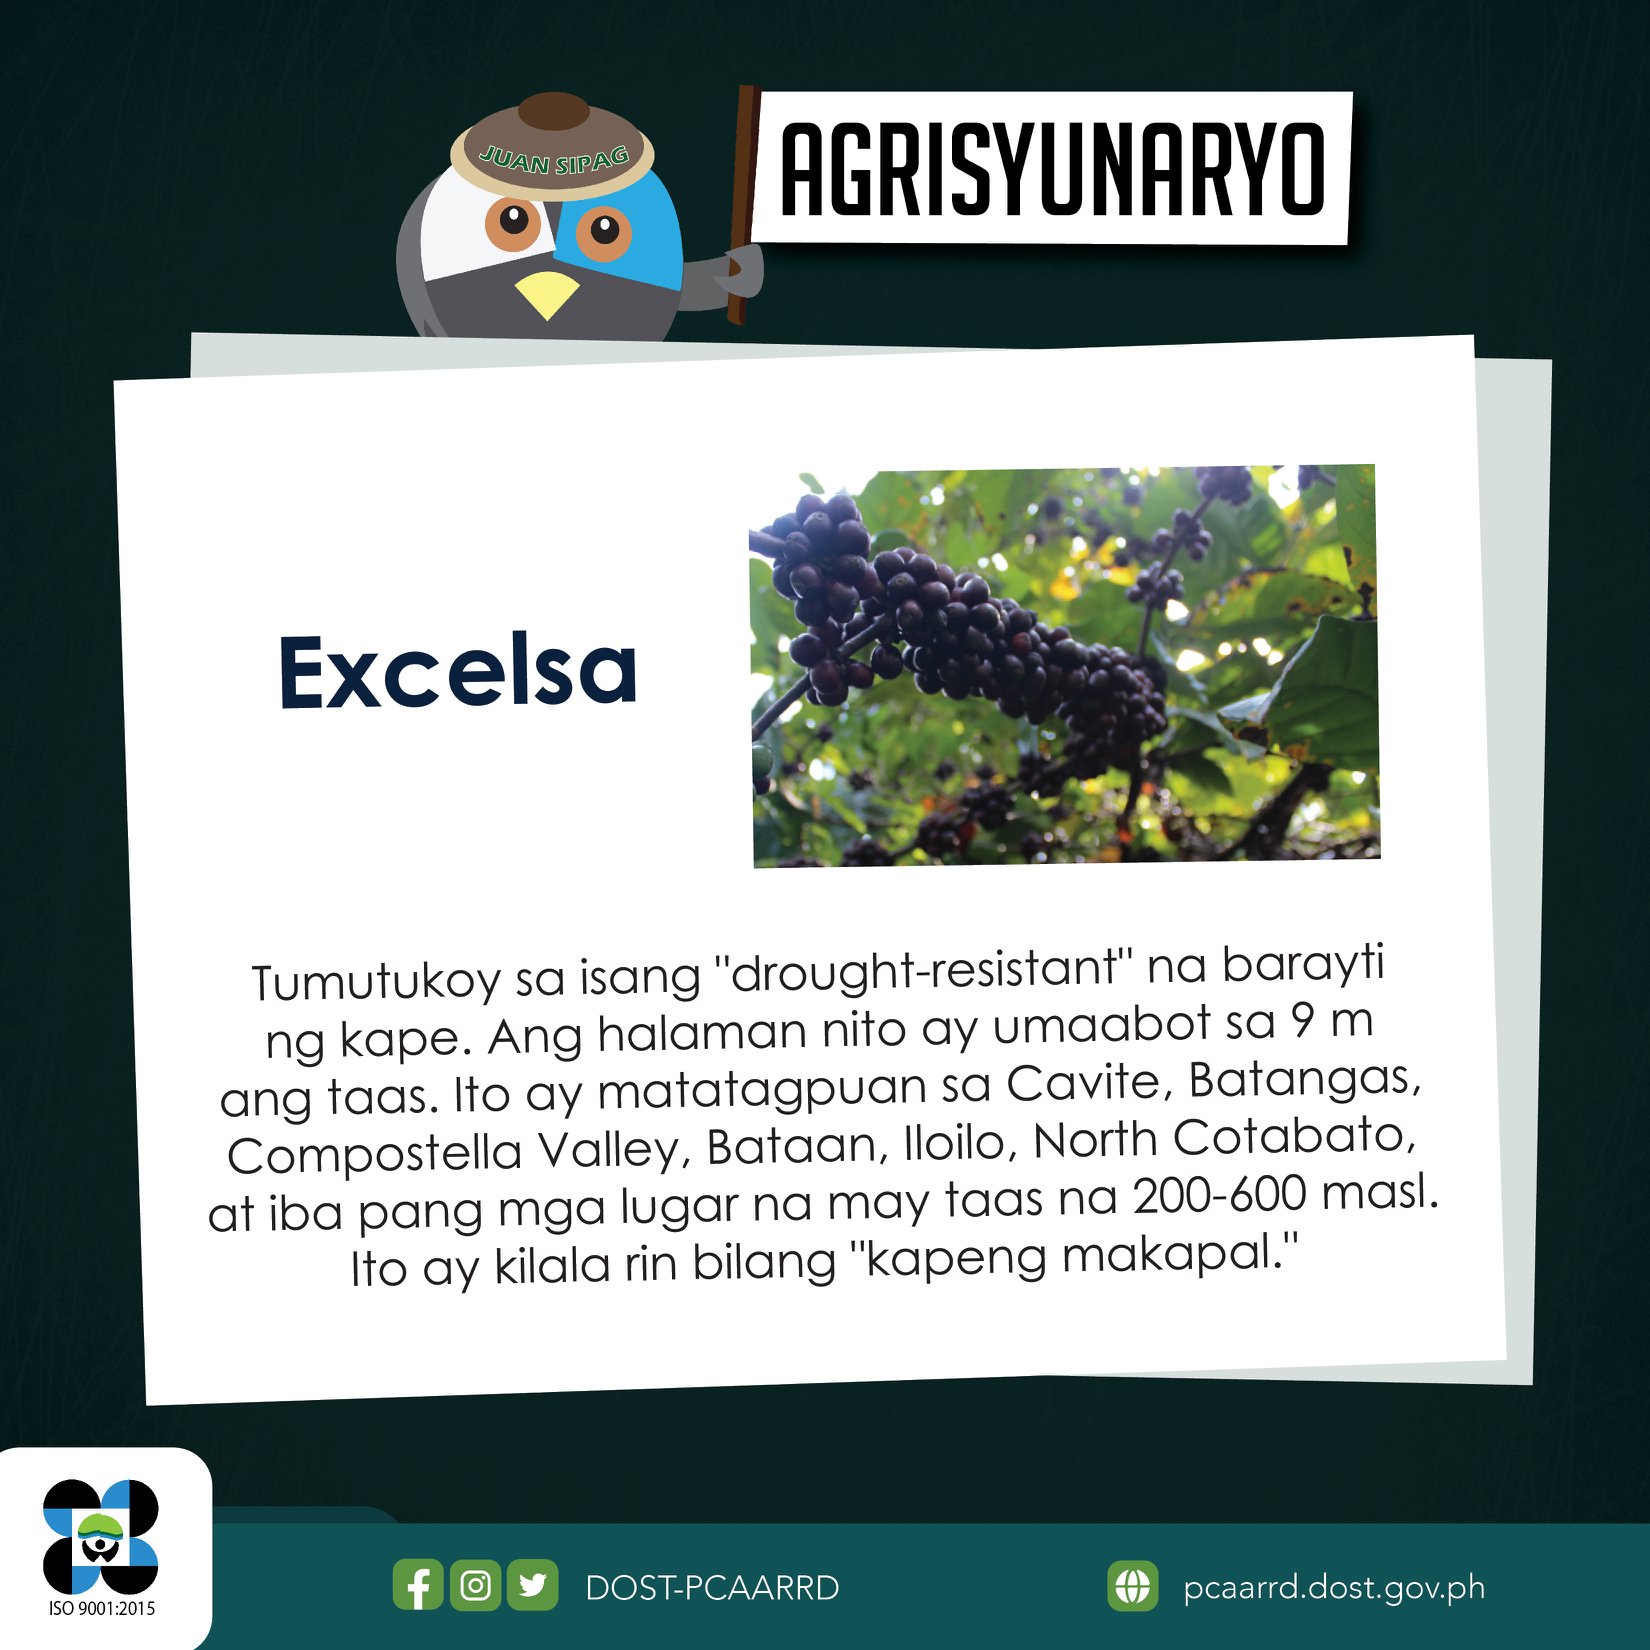 JUAN SIPAG
AGRISYUNARYO
Excelsa
Tumutukoy sa isang "drought-resistant" na barayti
ng kape. Ang halaman nito ay umaabot sa 9 m
ang taas. Ito ay matatagpuan sa Cavite, Batangas,
Compostella Valley, Bataan, Iloilo, North Cotabato,
at iba pang mga lugar na may taas na 200-600 masl.
Ito ay kilala rin bilang "kapeng makapal."
ISO 9001:2015
DOST-PCAARRD
pcaarrd.dost.gov.ph